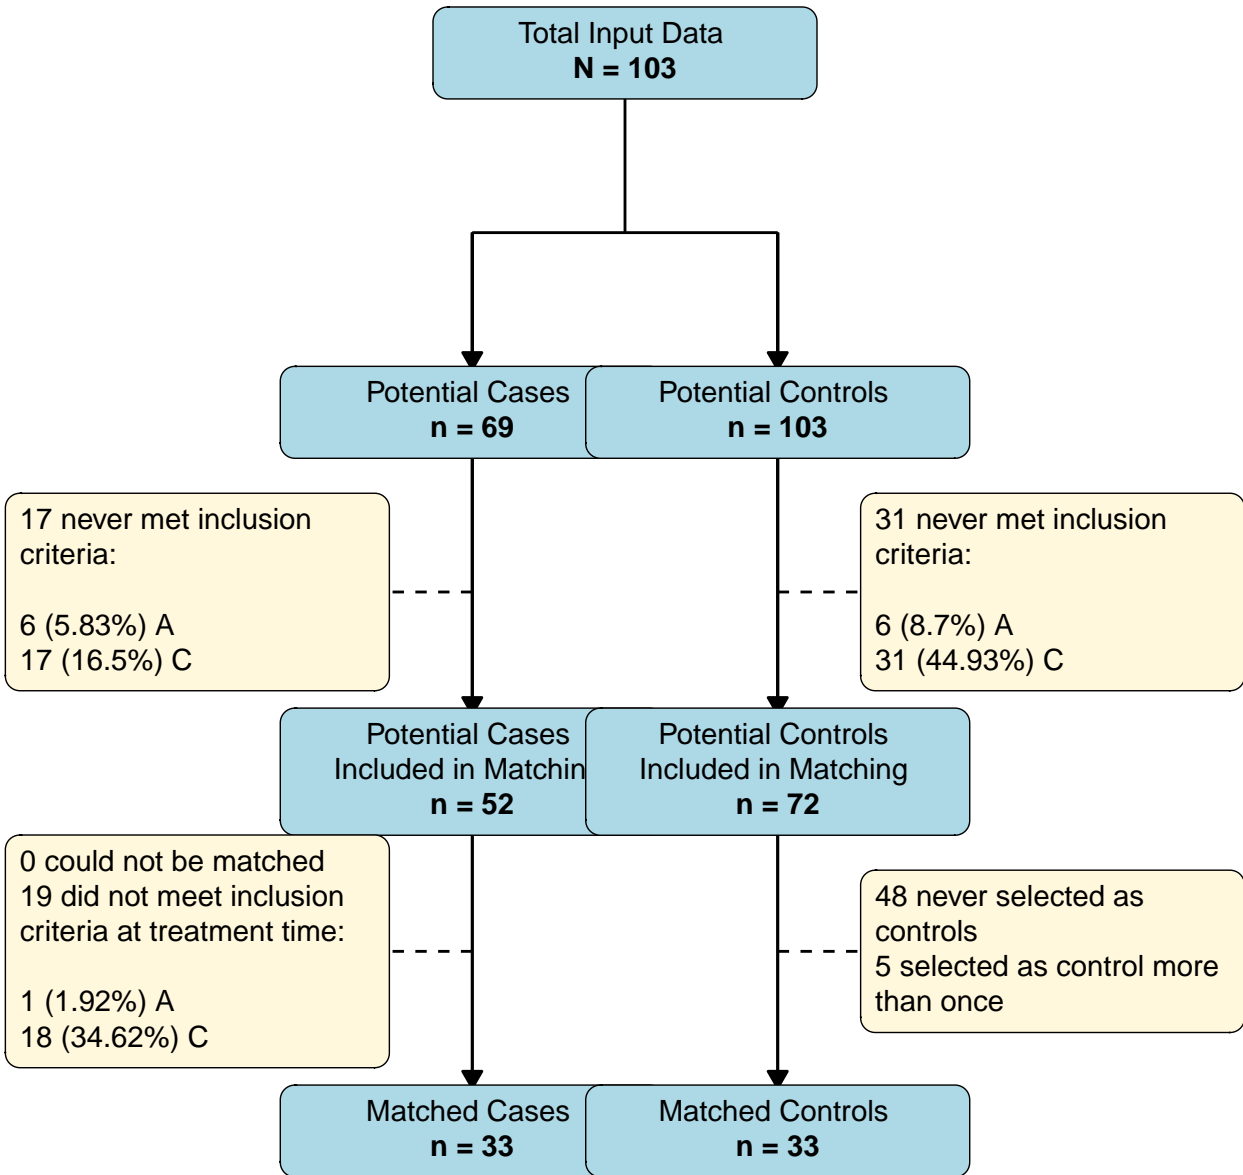 Total Input Data
N = 103
Potential Cases
n = 69
Potential Controls
n = 103
17 never met inclusion
criteria:
6 (5.83%) A
17 (16.5%) C
31 never met inclusion
criteria:
6 (8.7%) A
31 (44.93%) C
Potential Cases
Included in Matchin
n = 52
Potential Controls
Included in Matching
n = 72
0 could not be matched
19 did not meet inclusion
criteria at treatment time:
1 (1.92%) A
18 (34.62%) C
48 never selected as
controls
5 selected as control more
than once
Matched Cases
n = 33
Matched Controls
n = 33